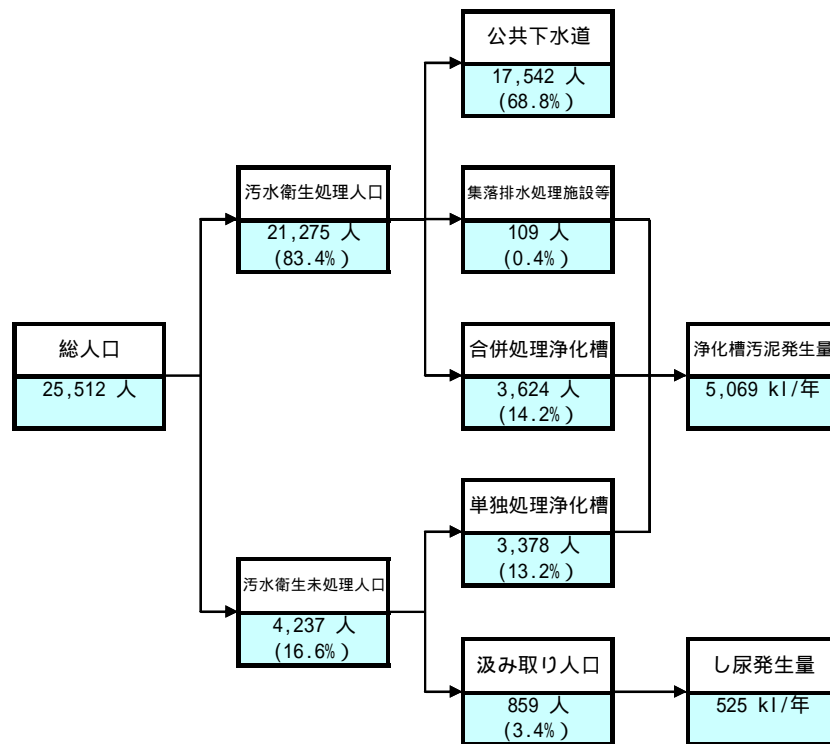 公共下水道
17,542 人
(68.8%)
汚水衛生処理人口
21,275 人
(83.4%)
集落排水処理施設等
109 人
(0.4%)
総人口
25,512 人
合併処理浄化槽
3,624 人
(14.2%)
浄化槽汚泥発生量
5,069 kl/年
単独処理浄化槽
3,378 人
(13.2%)
汚水衛生未処理人口
4,237 人
(16.6%)
汲み取り人口
859 人
(3.4%)
し尿発生量
525 kl/年